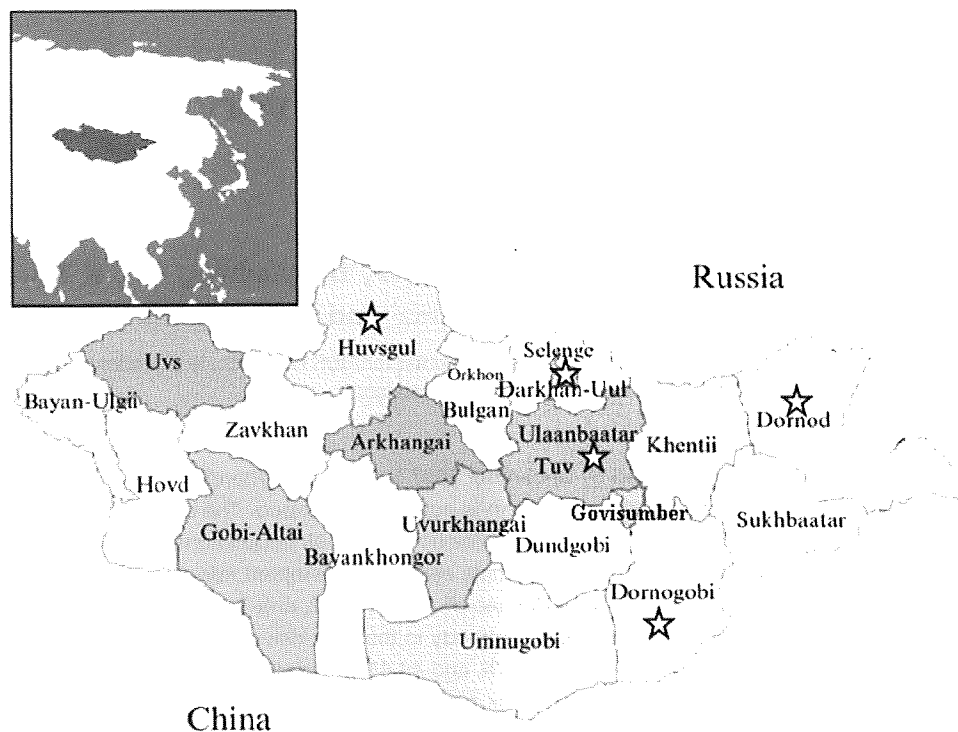 Russia
Huvsgul
Selenge
Uvs
Orkhon
Darkhan-Uul
Bayan-Ulgii
Bulgan
Dornod
Zavkhan
Arkhangai
Ulaanbaatar
Khentii
Tuv
Hovd
Govisumber
Sukhbaatar
Gobi-Altai
Uvurkhangai
Dundgobi
Bayankhongor
Dornogobi
Umnugobi
China